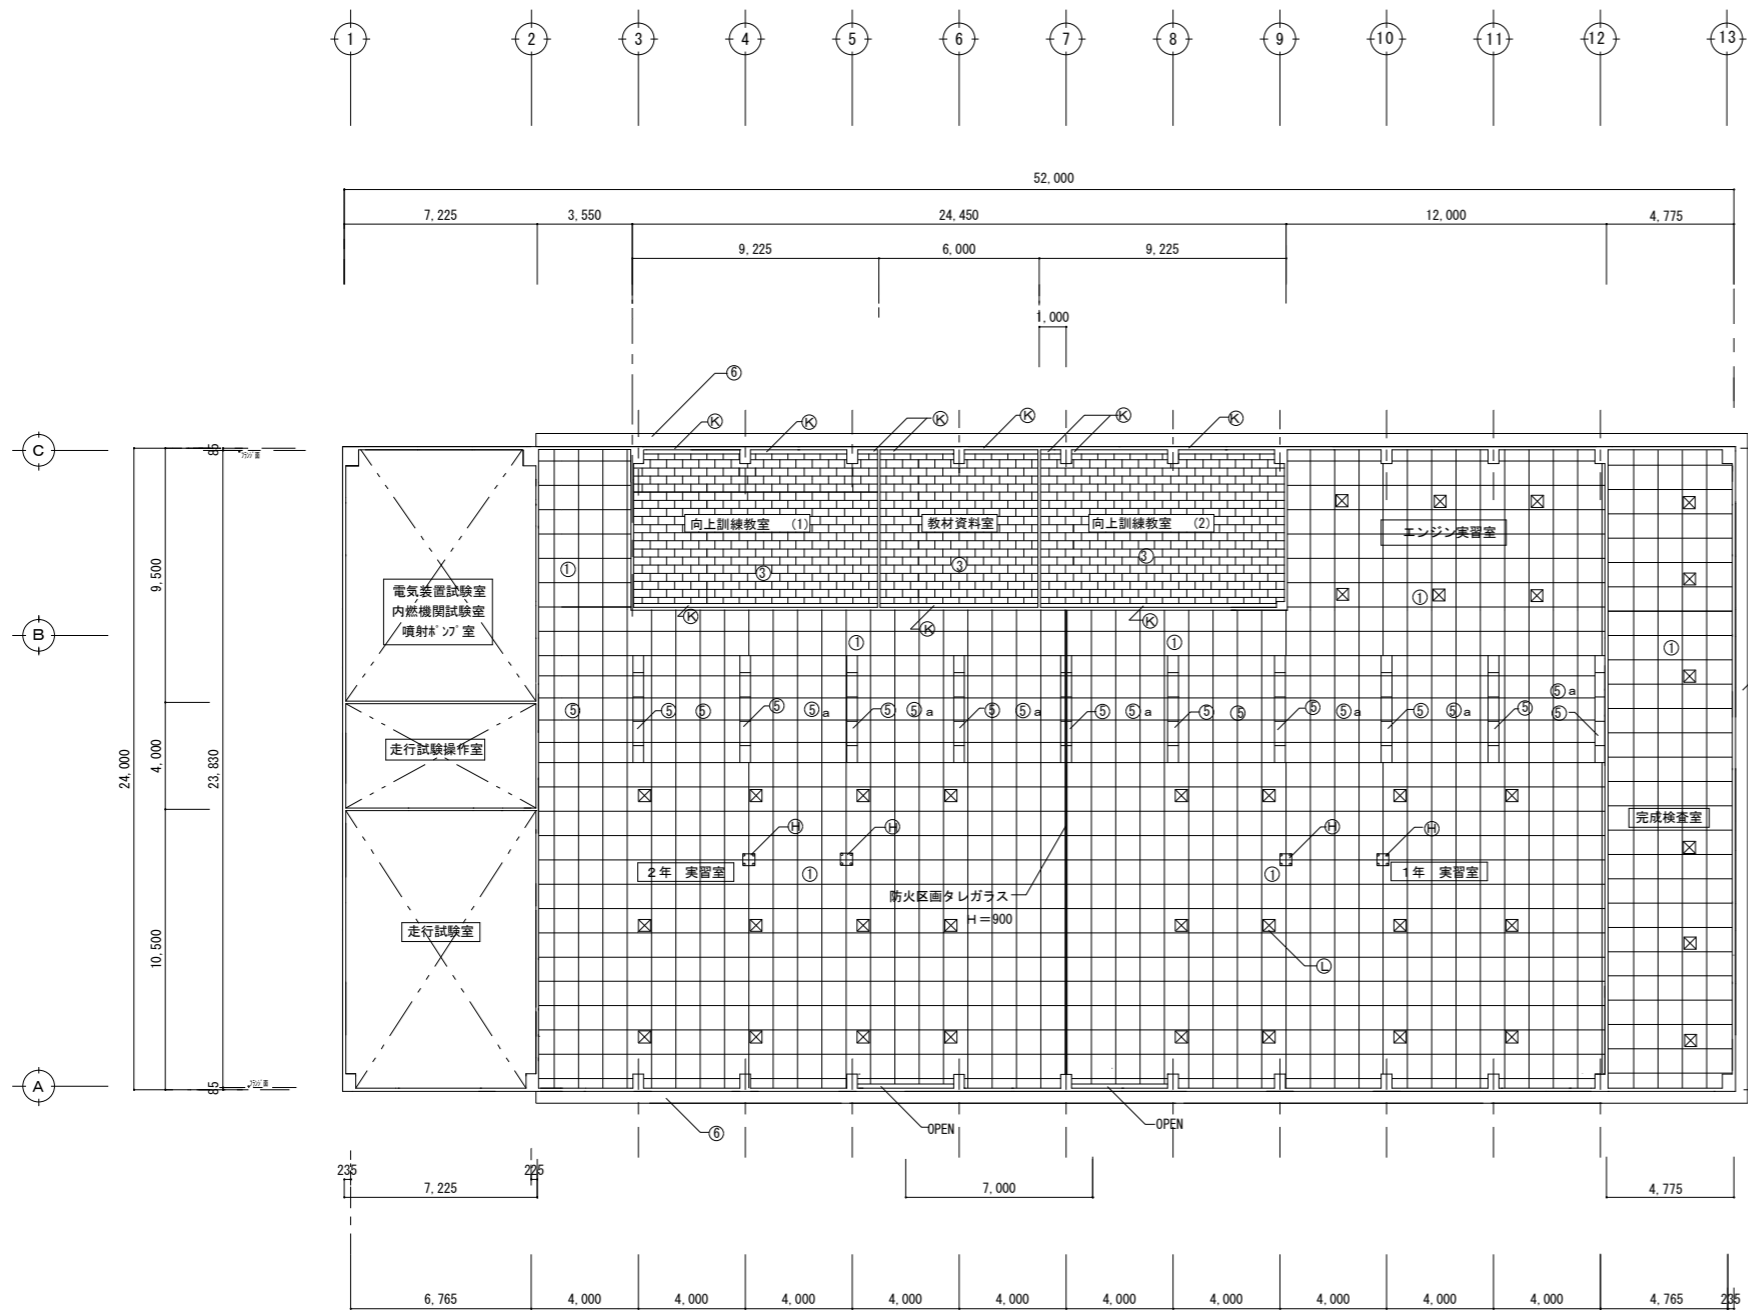 1 2 3 4 5 6 7 8 9 10 11 12 13
52,000
7,225 3,550 24,450 12,000 4,775
9,225 6,000 9,225
1,000
⑥
Ⓚ Ⓚ Ⓚ Ⓚ Ⓚ Ⓚ
C
85
向上訓練教室 (1) 教材資料室 向上訓練教室 (2) エンジン実習室
① ③ ③ ③ ①
9,500
電気装置試験室
内燃機関試験室
噴射ポンプ室
Ⓚ Ⓚ Ⓚ
B
① ① ①
⑤ ⑤ ⑤ ⑤ ⑤a ⑤ ⑤a ⑤ ⑤a ⑤ ⑤a ⑤ ⑤ ⑤ ⑤a ⑤ ⑤a ⑤ ⑤a ⑤
走行試験操作室
24,000 4,000 23,830
完成検査室
Ⓗ Ⓗ Ⓗ Ⓗ
2年 実習室 ① ① 1年 実習室
防火区画タレガラス
H=900
走行試験室
10,500
Ⓛ
A
85
⑥ OPEN OPEN
235 225
7,225 7,000 4,775
6,765 4,000 4,000 4,000 4,000 4,000 4,000 4,000 4,000 4,000 4,000 4,765 235